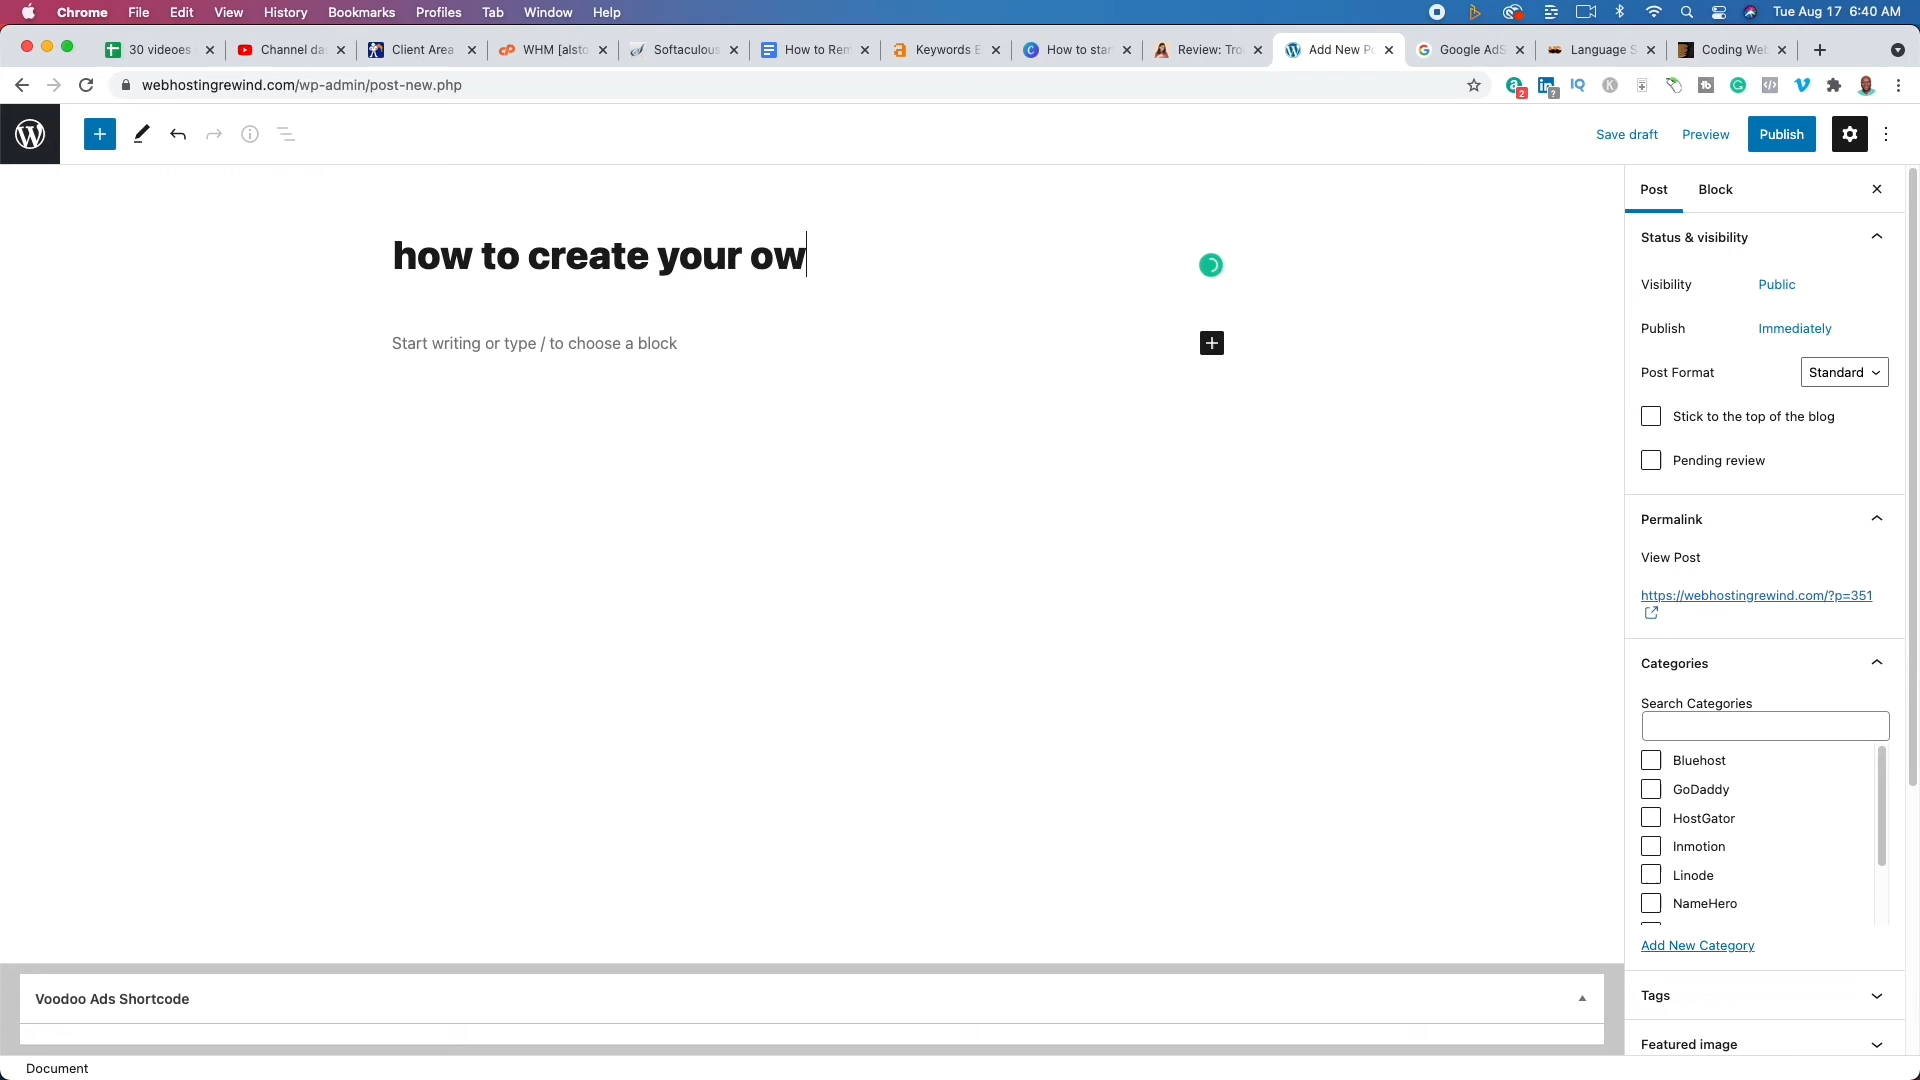 Chrome File Edit View History Bookmarks Profiles Tab Window Help Tue Aug 17 6:40 AM
30 videoes Channel da Client Area WHM [alsto Softaculous How to Rem Keywords E How to star Review: Tro Add New Po Google AdS Language S Coding Web
webhostingrewind.com/wp-admin/post-new.php
2
?
Save draft Preview Publish
Post Block
Status & visibility
how to create your ow
Visibility Public
Publish Immediately
Start writing or type / to choose a block
Post Format Standard
Stick to the top of the blog
Pending review
Permalink
View Post
https://webhostingrewind.com/?p=351
Categories
Search Categories
Bluehost
GoDaddy
HostGator
Inmotion
Linode
NameHero
Add New Category
Voodoo Ads Shortcode
Tags
Featured image
Document